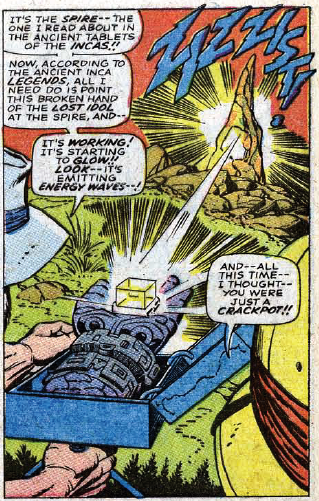 IT'S THE SPIRE--THE
ONE I READ ABOUT IN
THE ANCIENT TABLETS
OF THE INCAS!!
NOW, ACCORDING TO
THE ANCIENT INCA
LEGENDS, ALL I
NEED DO IS POINT
THIS BROKEN HAND
OF THE LOST IDOL
AT THE SPIRE, AND--
IT'S WORKING!
IT'S STARTING
TO GLOW!!
LOOK--IT'S
EMITTING
ENERGY WAVES--!
AND--ALL
THIS TIME--
I THOUGHT--
YOU WERE
JUST A
CRACKPOT!!